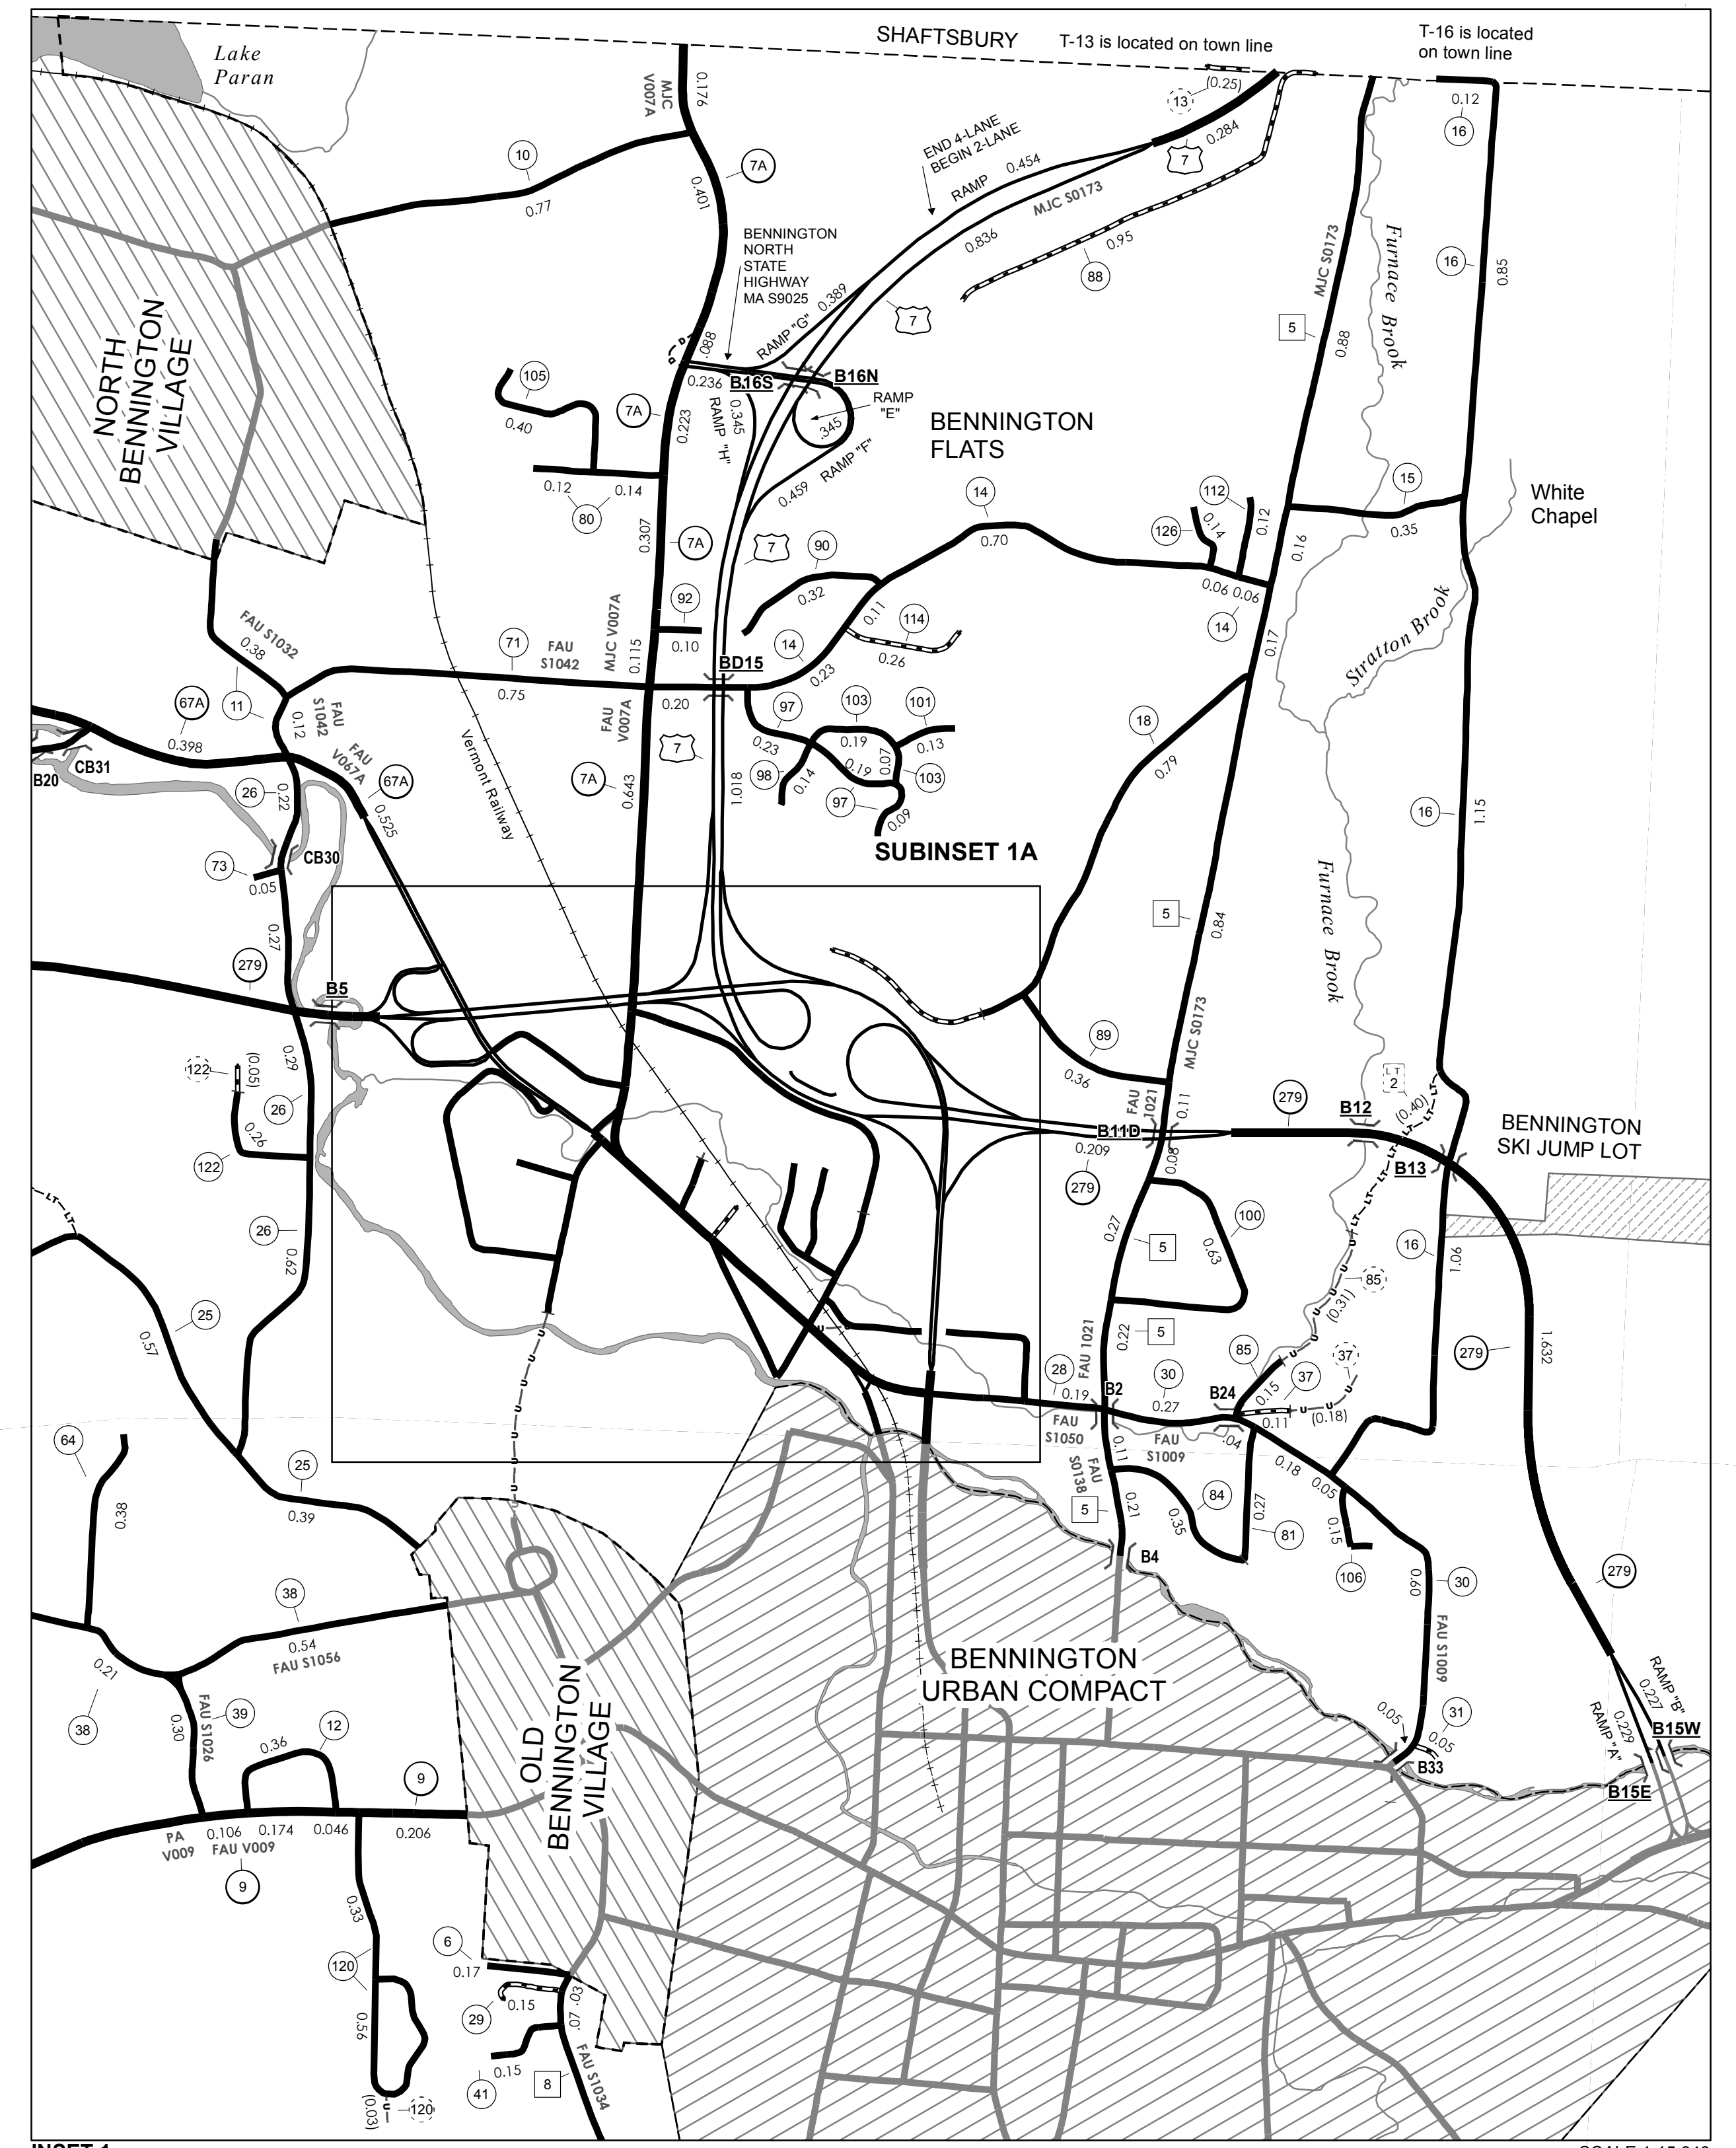 SHAFTSBURY
T-13 is located on town line
T-16 is located
on town line
Lake
Paran
MJC
V007A
0.176
(0.25)
13
0.284
7
0.12
16
END 4-LANE
BEGIN 2-LANE
RAMP
0.454
MJC S0173
10
0.77
7A
0.401
0.836
0.95
88
BENNINGTON
NORTH
STATE
HIGHWAY
MA S9025
MJC S0173
5
0.88
Furnace Brook
16
0.85
NORTH
BENNINGTON
VILLAGE
D
D
.088
RAMP "G"
0.389
7
0.236
B16S
B16N
RAMP
"E"
.345
105
0.40
7A
0.223
0.345
RAMP "H"
0.459
RAMP "F"
BENNINGTON
FLATS
0.12
0.14
80
0.307
7A
7
14
0.70
112
0.12
126
0.14
15
0.35
White
Chapel
0.16
90
0.32
0.06
0.06
14
92
0.10
0.11
114
0.26
14
0.23
0.17
Stratton Brook
FAU S1032
0.38
11
71
FAU
S1042
0.75
MJC V007A
0.115
BD15
0.20
FAU
V007A
67A
0.398
0.12
FAU
S1042
FAU
V067A
67A
0.525
Vermont Railway
7
7A
0.643
1.018
97
0.23
103
0.19
101
0.13
98
0.14
0.19
0.07
103
97
0.09
18
0.79
B20
CB31
26
0.22
73
0.05
CB30
SUBINSET 1A
16
1.15
Furnace Brook
5
0.84
0.27
279
B5
MJC S0173
89
0.36
122
(0.05)
0.29
26
0.26
122
FAU
1021
0.11
B11D
0.209
0.08
279
279
B12
LT
2
(0.40)
LT
LT
LT
LT
B13
BENNINGTON
SKI JUMP LOT
26
0.62
LT
25
0.57
0.27
5
100
0.63
16
1.06
85
(0.31)
U
U
U
U
5
0.22
FAU 1021
85
0.15
37
37
(0.18)
0.11
U
U
279
1.632
28
0.19
FAU
S1050
B2
30
0.27
B24
FAU
S1009
.04
0.11
FAU
S0138
64
0.38
25
0.39
U
U
U
U
U
U
5
0.21
84
0.35
0.27
81
0.18
0.05
0.15
106
B4
30
0.60
FAU S1009
279
38
0.54
FAU S1056
0.21
38
39
0.30
FAU S1026
12
0.36
BENNINGTON
URBAN COMPACT
OLD
BENNINGTON
VILLAGE
0.05
31
0.05
B33
RAMP "B"
0.227
0.229
RAMP "A"
B15W
B15E
9
PA
V009
0.106
0.174
0.046
0.206
FAU V009
9
0.33
120
0.56
6
0.17
29
0.15
.03
.07
41
0.15
8
FAU S1034
U
(0.03)
120